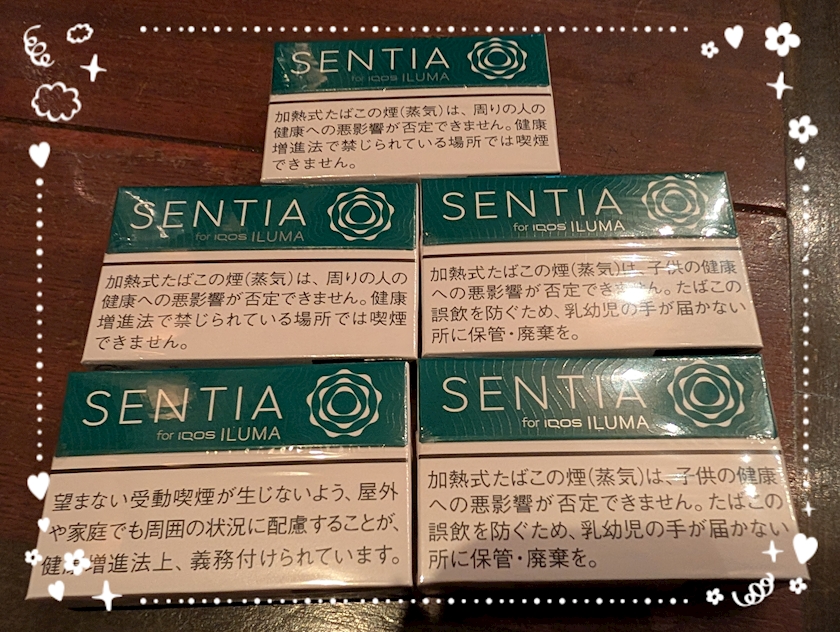 SENTIA
for IQOS ILUMA
加熱式たばこの煙(蒸気)は、周りの人の
健康への悪影響が否定できません。健康
増進法で禁じられている場所では喫煙
できません。
SENTIA
for IQOS ILUMA
加熱式たばこの煙(蒸気)は、周りの人の
健康への悪影響が否定できません。健康
増進法で禁じられている場所では喫煙
できません。
SENTIA
for IQOS ILUMA
加熱式たばこの煙(蒸気)は、子供の健康
への悪影響が否定できません。たばこの
誤飲を防ぐため、乳幼児の手が届かない
所に保管・廃棄を。
SENTIA
for IQOS ILUMA
望まない受動喫煙が生じないよう、屋外
や家庭でも周囲の状況に配慮することが、
健康増進法上、義務付けられています。
SENTIA
for IQOS ILUMA
加熱式たばこの煙(蒸気)は、子供の健康
への悪影響が否定できません。たばこの
誤飲を防ぐため、乳幼児の手が届かない
所に保管・廃棄を。